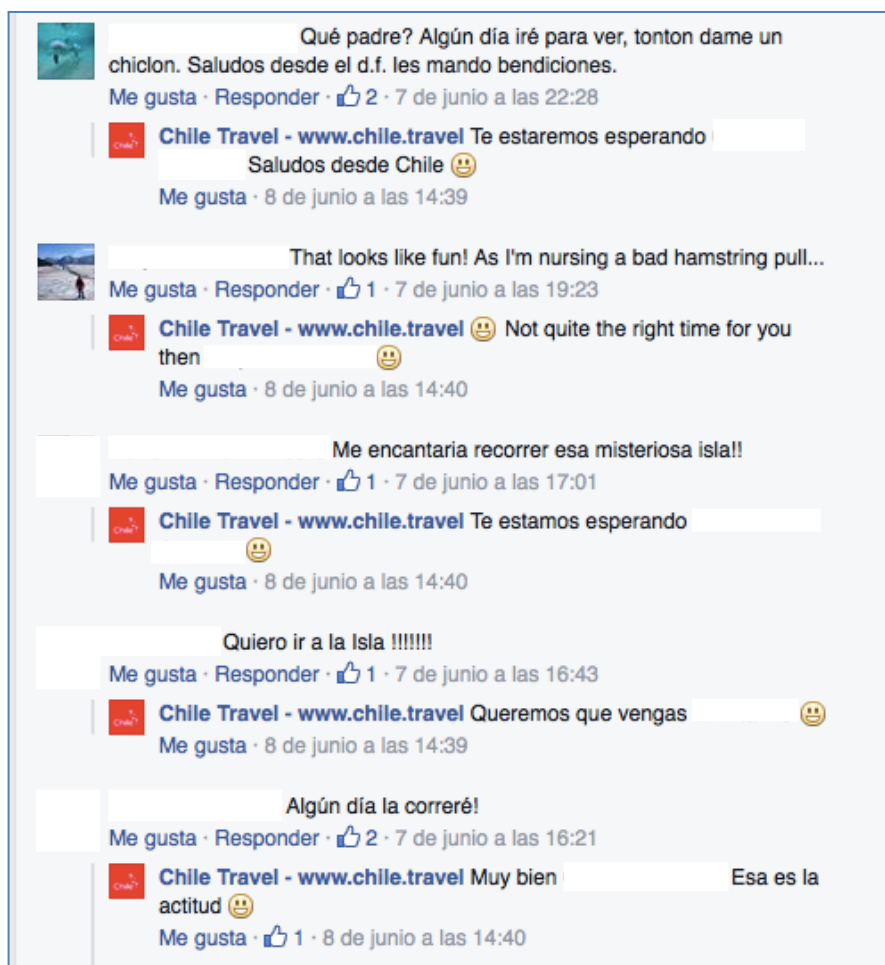 Qué padre? Algún día iré para ver, tonton dame un
chiclon. Saludos desde el d.f. les mando bendiciones.
Me gusta · Responder · 2 · 7 de junio a las 22:28
Chile Travel - www.chile.travel Te estaremos esperando
Saludos desde Chile
Me gusta · 8 de junio a las 14:39
That looks like fun! As I'm nursing a bad hamstring pull...
Me gusta · Responder · 1 · 7 de junio a las 19:23
Chile Travel - www.chile.travel Not quite the right time for you
then
Me gusta · 8 de junio a las 14:40
Me encantaria recorrer esa misteriosa isla!!
Me gusta · Responder · 1 · 7 de junio a las 17:01
Chile Travel - www.chile.travel Te estamos esperando
Me gusta · 8 de junio a las 14:40
Quiero ir a la Isla !!!!!!!
Me gusta · Responder · 1 · 7 de junio a las 16:43
Chile Travel - www.chile.travel Queremos que vengas
Me gusta · 8 de junio a las 14:39
Algún día la correré!
Me gusta · Responder · 2 · 7 de junio a las 16:21
Chile Travel - www.chile.travel Muy bien Esa es la
actitud
Me gusta · 1 · 8 de junio a las 14:40